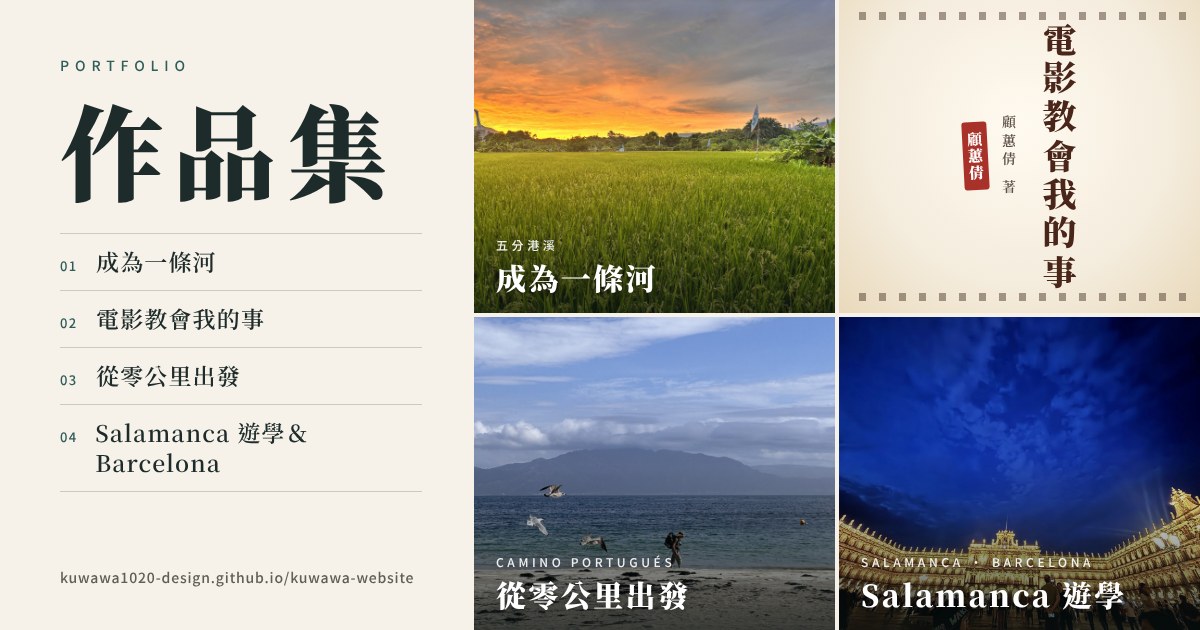 PORTFOLIO
作品集
01 成為一條河
02 電影教會我的事
03 從零公里出發
04 Salamanca 遊學&
Barcelona
kuwawa1020-design.github.io/kuwawa-website
五分港溪
成為一條河
電影教會我的事
顧蕙倩 著
顧蕙倩
CAMINO PORTUGUÉS
從零公里出發
SALAMANCA · BARCELONA
Salamanca 遊學